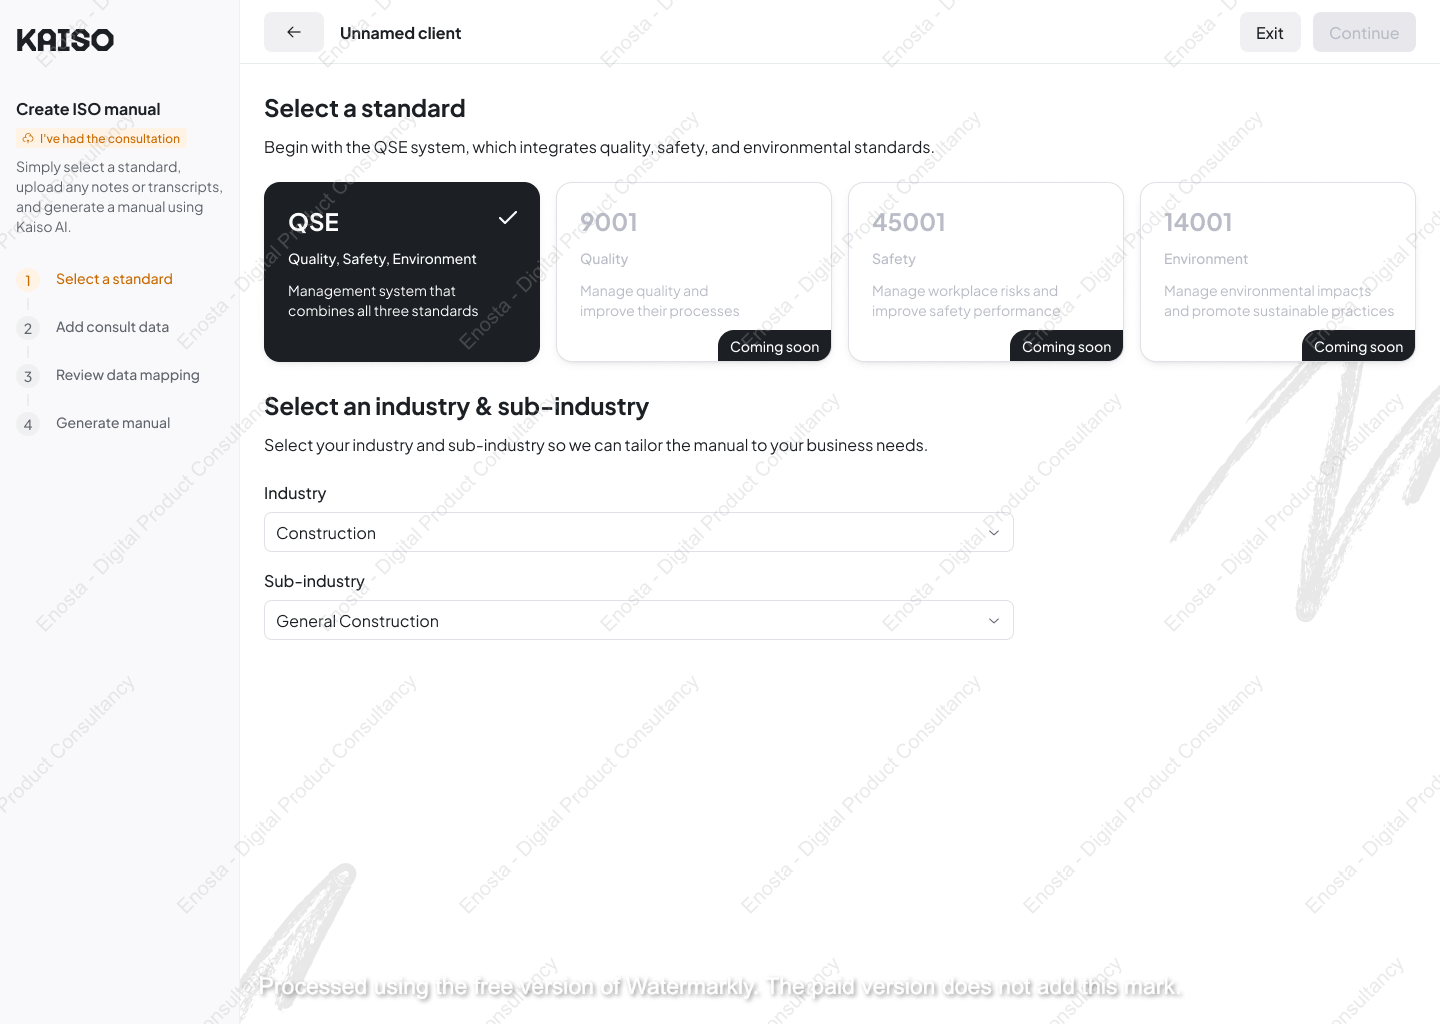 KAISO
Create ISO manual
I've had the consultation
Simply select a standard,
upload any notes or transcripts,
and generate a manual using
Kaiso AI.
1 Select a standard
2 Add consult data
3 Review data mapping
4 Generate manual
Unnamed client
Exit
Continue
Select a standard
Begin with the QSE system, which integrates quality, safety, and environmental standards.
QSE
Quality, Safety, Environment
Management system that
combines all three standards
9001
Quality
Manage quality and
improve their processes
Coming soon
45001
Safety
Manage workplace risks and
improve safety performance
Coming soon
14001
Environment
Manage environmental impacts
and promote sustainable practices
Coming soon
Select an industry & sub-industry
Select your industry and sub-industry so we can tailor the manual to your business needs.
Industry
Construction
Sub-industry
General Construction
Enosta - Digital Product Consultancy
Processed using the free version of Watermarkly. The paid version does not add this mark.